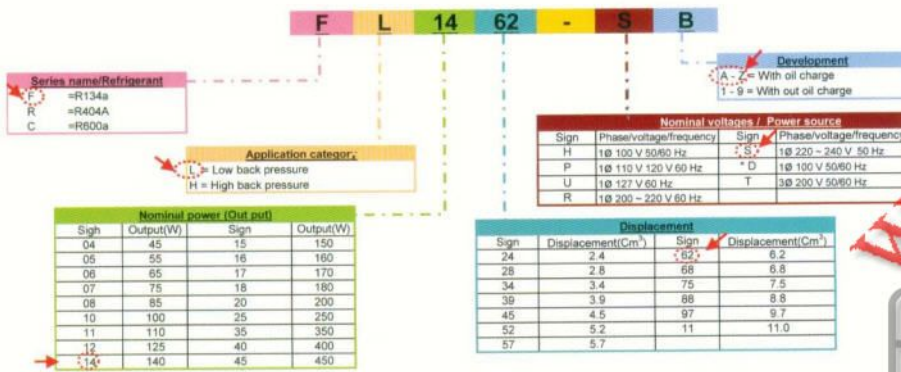 F L 14 62 - S B
Series name/Refrigerant
F =R134a
R =R404A
C =R600a
Application category:
L = Low back pressure
H = High back pressure
Nominal power (Out put)
Sigh Output(W) Sign Output(W)
04 45 15 150
05 55 16 160
06 65 17 170
07 75 18 180
08 85 20 200
10 100 25 250
11 110 35 350
12 125 40 400
14 140 45 450
Development
A - Z = With oil charge
1 - 9 = With out oil charge
Nominal voltages / Power source
Sign Phase/voltage/frequency Sign Phase/voltage/frequency
H 1Ø 100 V 50/60 Hz S 1Ø 220 ~ 240 V 50 Hz
P 1Ø 110 V 120 V 60 Hz * D 1Ø 100 V 50/60 Hz
U 1Ø 127 V 60 Hz T 3Ø 200 V 50/60 Hz
R 1Ø 200 ~ 220 V 60 Hz
Displacement
Sign Displacement(Cm³) Sign Displacement(Cm³)
24 2.4 62 6.2
28 2.8 68 6.8
34 3.4 75 7.5
39 3.9 88 8.8
45 4.5 97 9.7
52 5.2 11 11.0
57 5.7